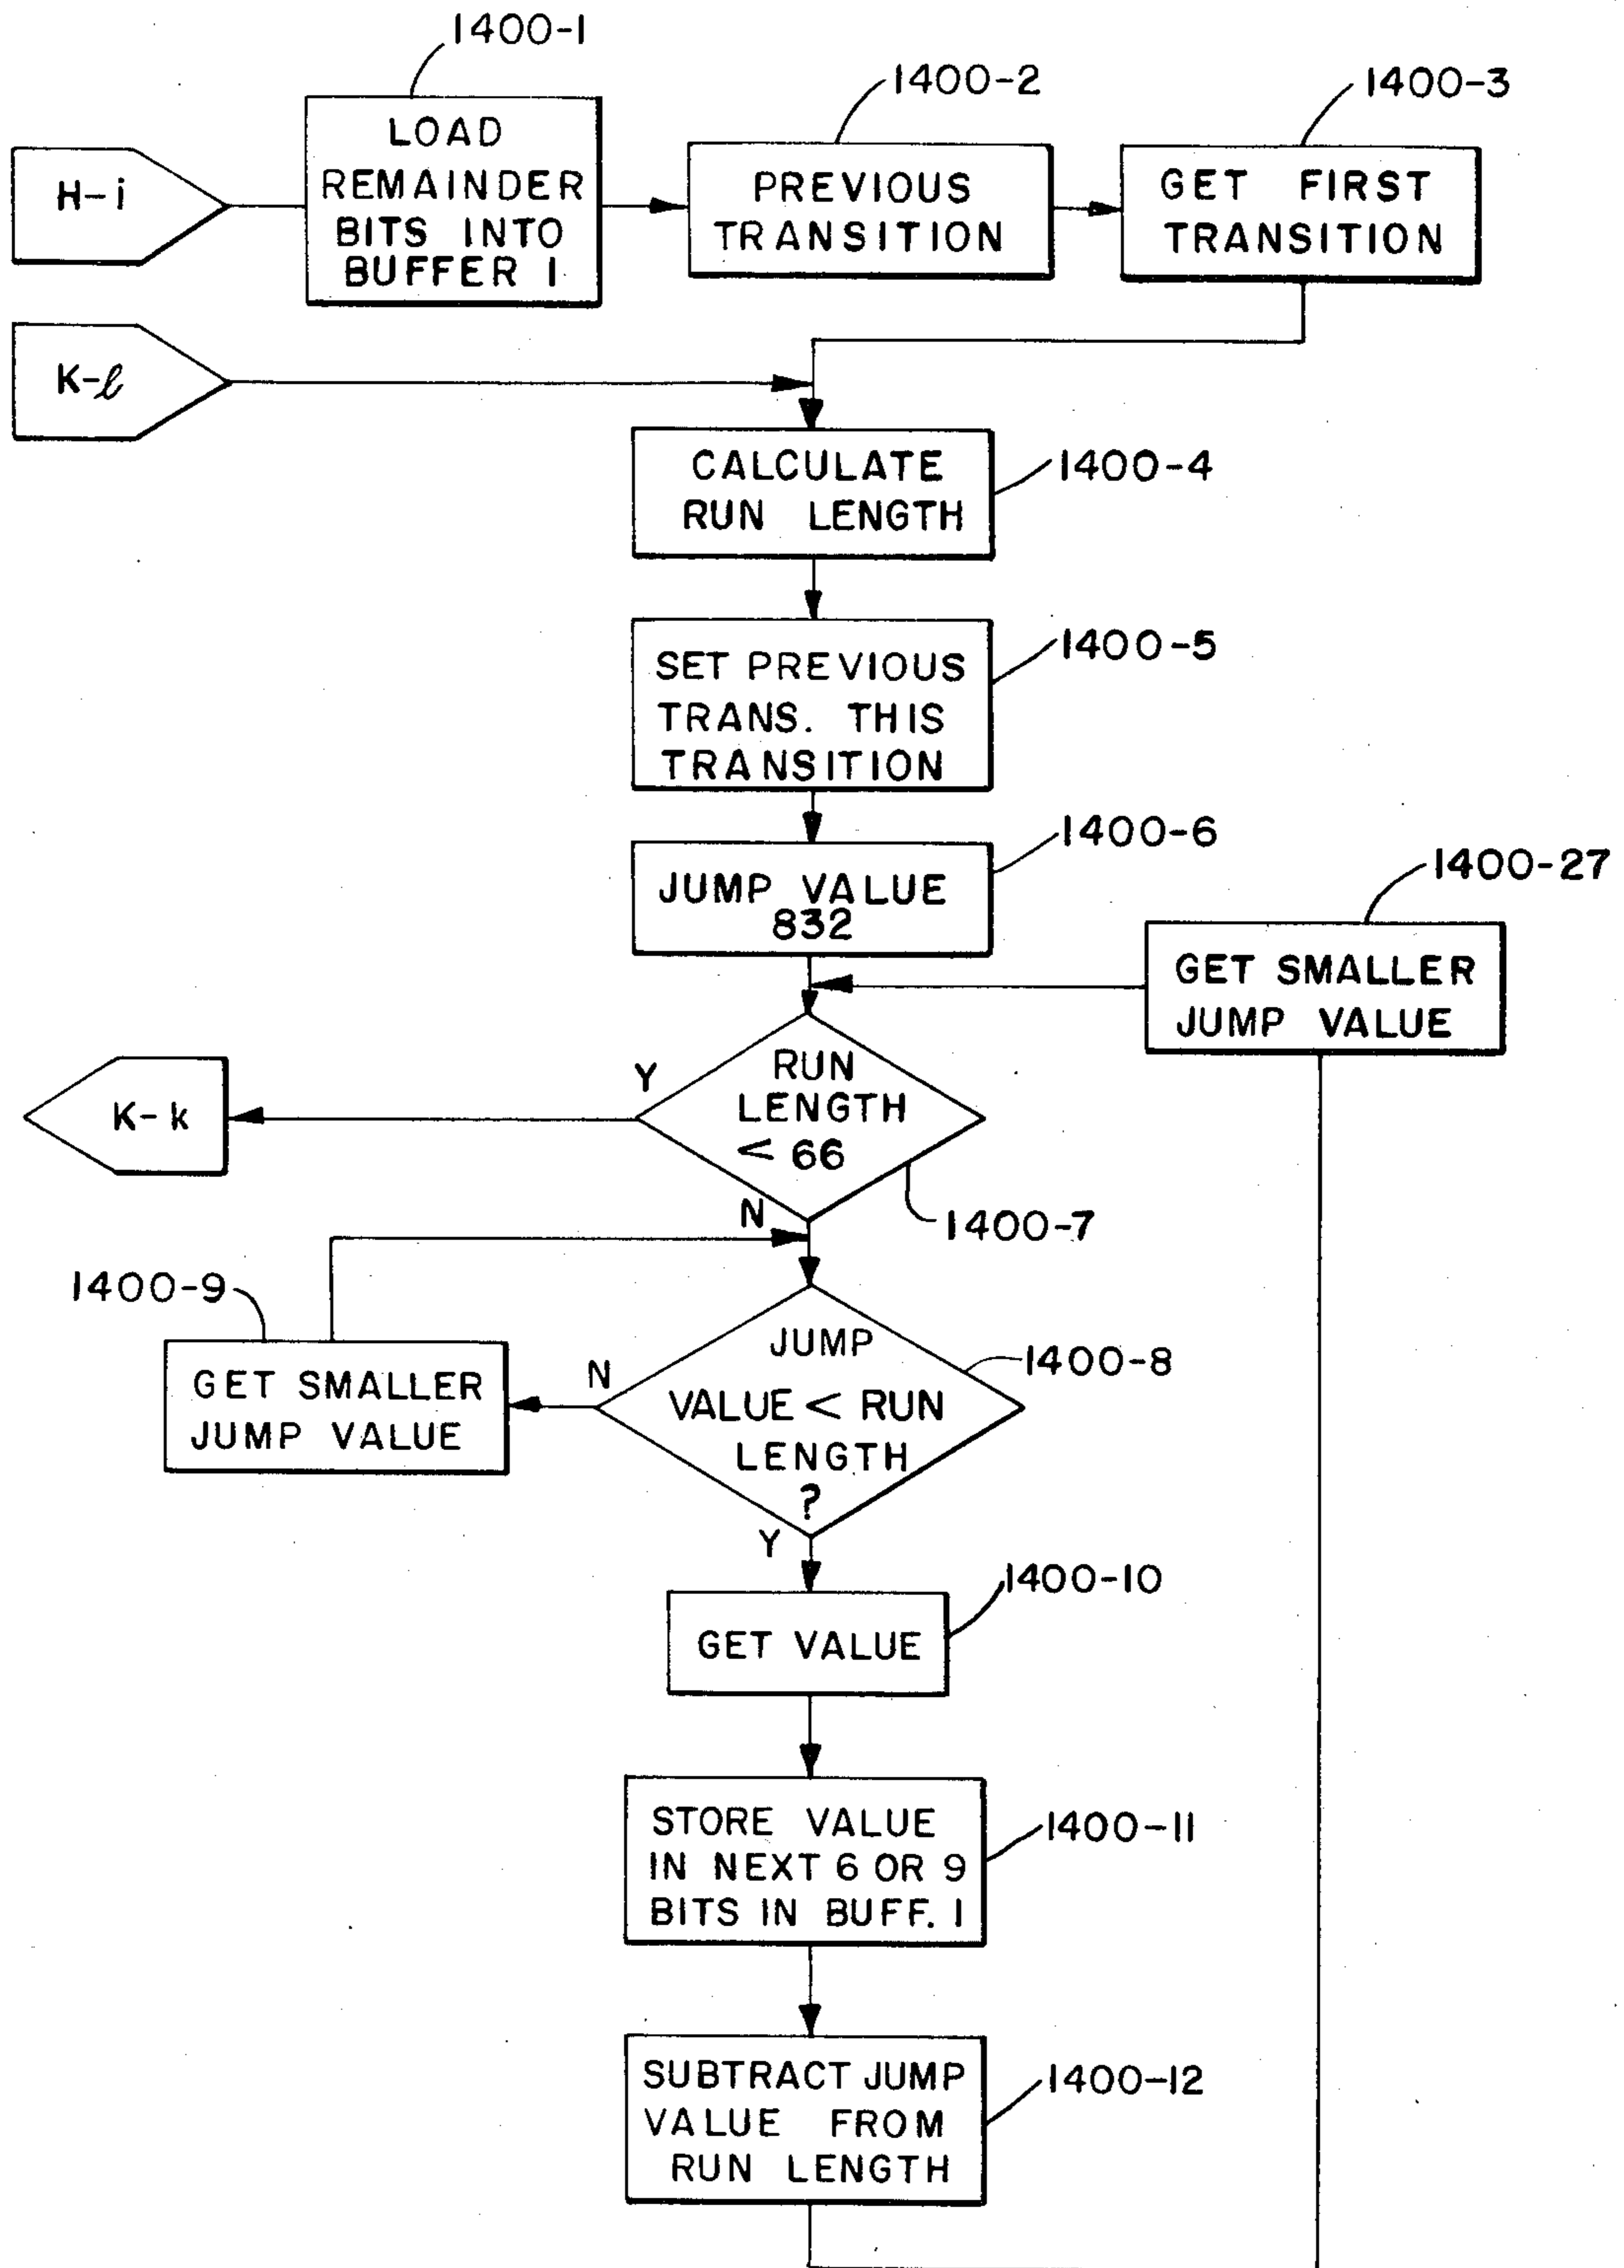 1400-1
1400-2
1400-3
H-i
LOAD
REMAINDER
BITS INTO
BUFFER 1
PREVIOUS
TRANSITION
GET FIRST
TRANSITION
K-ℓ
CALCULATE
RUN LENGTH
1400-4
SET PREVIOUS
TRANS. THIS
TRANSITION
1400-5
JUMP VALUE
832
1400-6
1400-27
GET SMALLER
JUMP VALUE
K-k
Y
RUN
LENGTH
< 66
N
1400-7
1400-9
GET SMALLER
JUMP VALUE
N
JUMP
VALUE < RUN
LENGTH
?
1400-8
Y
1400-10
GET VALUE
STORE VALUE
IN NEXT 6 OR 9
BITS IN BUFF. 1
1400-11
SUBTRACT JUMP
VALUE FROM
RUN LENGTH
1400-12